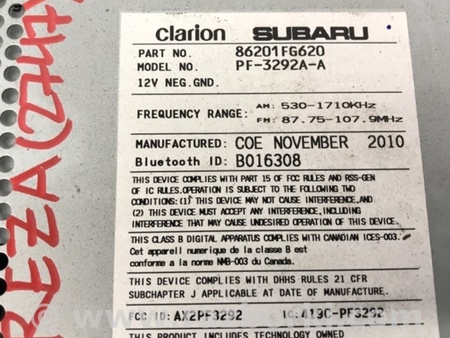 clarion SUBARU
PART NO. 86201FG620
MODEL NO. PF-3292A-A
12V NEG.GND.
FREQUENCY RANGE: AM: 530-1710KHz
FM: 87.75-107.9MHz
MANUFACTURED: COE NOVEMBER 2010
Bluetooth ID: B016308
THIS DEVICE COMPLIES WITH PART 15 OF FCC RULES AND RSS-GEN
OF IC RULES.OPERATION IS SUBJECT TO THE FOLLOWING TWO
CONDITIONS:(1) THIS DEVICE MAY NOT CAUSE INTERFERENCE,AND
(2) THIS DEVICE MUST ACCEPT ANY INTERFERENCE,INCLUDING
INTERFERENCE THAT MAY CAUSE UNDESIRED OPERATION OF THIS DEVICE.
THIS CLASS B DIGITAL APPARATUS COMPLIES WITH CANADIAN ICES-003.
Cet appareil numerique de la classe B est
conforme a la norme NMB-003 du Canada.
THIS DEVICE COMPLIES WITH DHHS RULES 21 CFR
SUBCHAPTER J APPLICABLE AT DATE OF MANUFACTURE.
FCC ID: AX2PF3292 IC:419C-PF3292
THIS PRODUCT INCLUDES TECHNOLOGY OWNED
REZA(2747